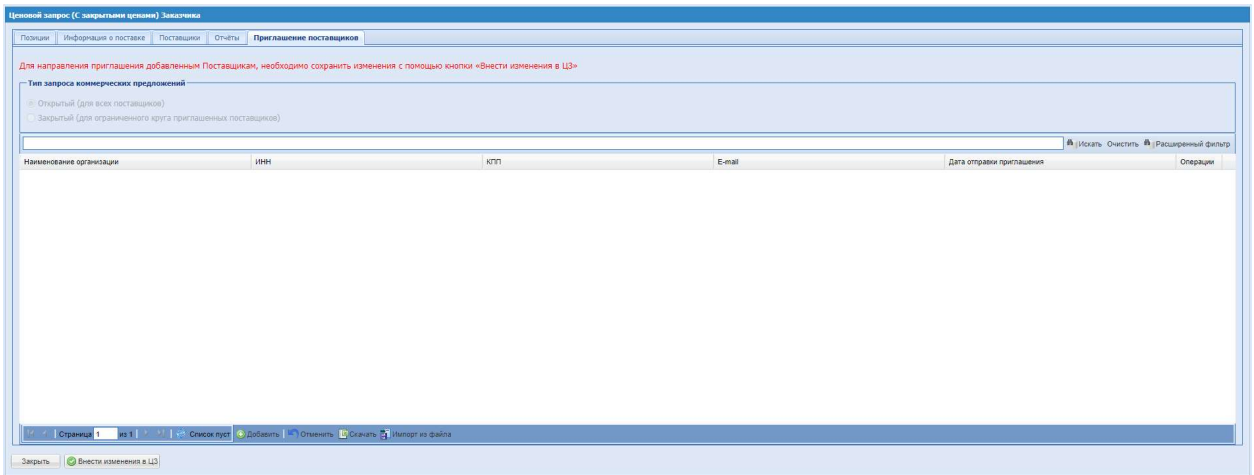 Ценовой запрос (С закрытыми ценами) Заказчика
Позиции Информация о поставке Поставщики Отчёты Приглашение поставщиков
Для направления приглашения добавленным Поставщикам, необходимо сохранить изменения с помощью кнопки «Внести изменения в ЦЗ»
Тип запроса коммерческих предложений
Открытый (для всех поставщиков)
Закрытый (для ограниченного круга приглашенных поставщиков)
Искать Очистить Расширенный фильтр
Наименование организации ИНН КПП E-mail Дата отправки приглашения Операции
Страница 1 из 1 Список пуст Добавить Отменить Скачать Импорт из файла
Закрыть Внести изменения в ЦЗ